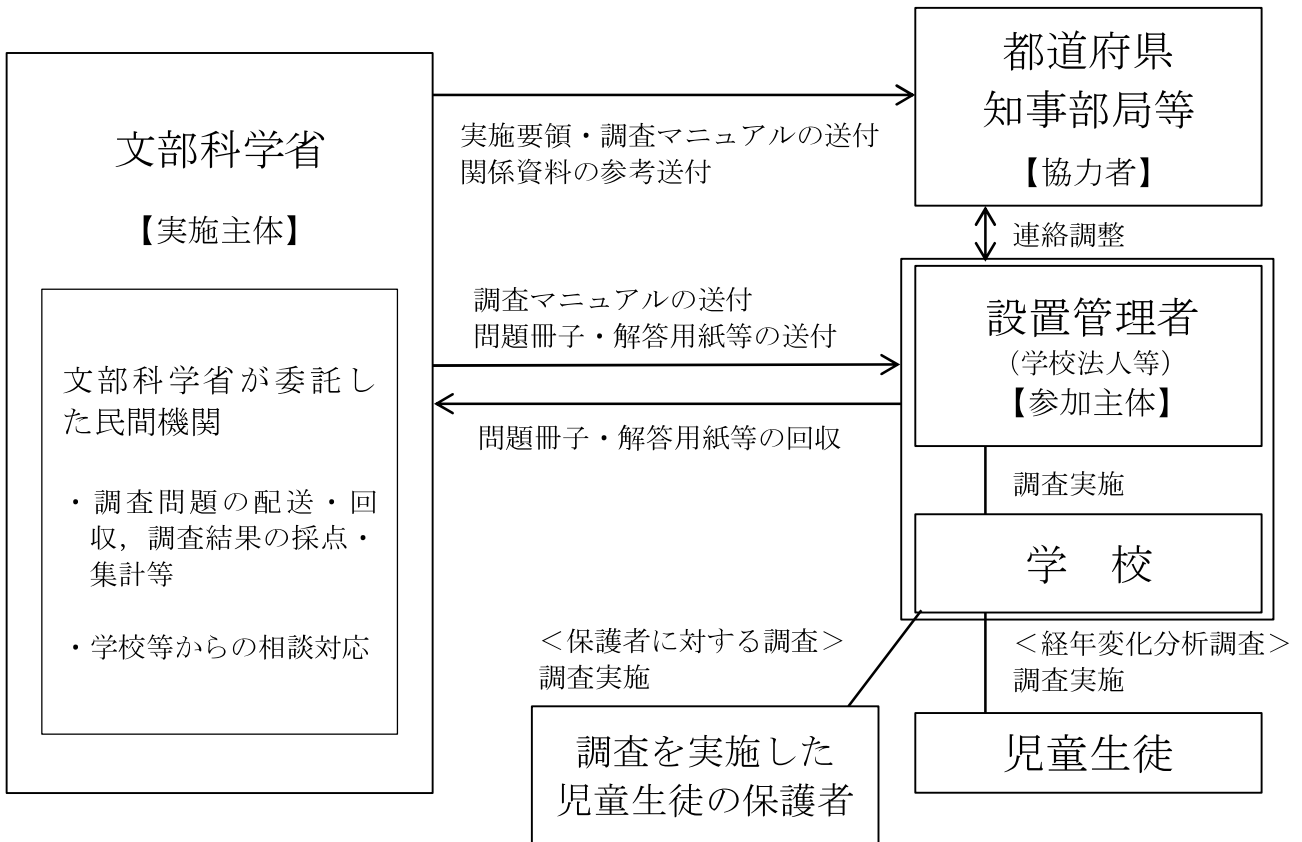 文部科学省
【実施主体】
文部科学省が委託し
た民間機関
・調査問題の配送・回
収，調査結果の採点・
集計等
・学校等からの相談対応
実施要領・調査マニュアルの送付
関係資料の参考送付
都道府県
知事部局等
【協力者】
連絡調整
調査マニュアルの送付
問題冊子・解答用紙等の送付
問題冊子・解答用紙等の回収
設置管理者
（学校法人等）
【参加主体】
調査実施
学　校
＜保護者に対する調査＞
調査実施
＜経年変化分析調査＞
調査実施
調査を実施した
児童生徒の保護者
児童生徒